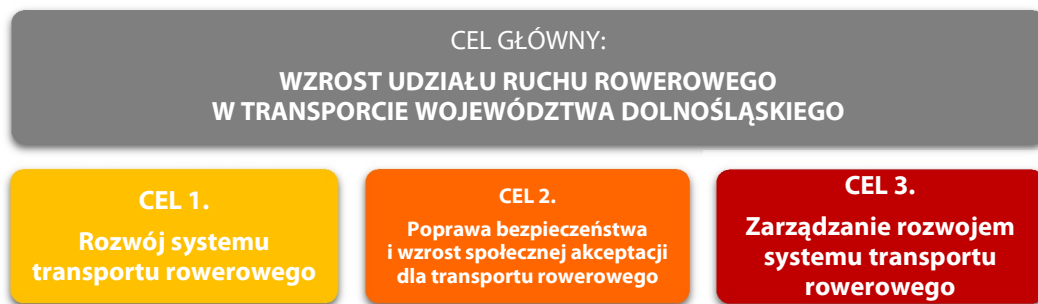 CEL GŁÓWNY:
WZROST UDZIAŁU RUCHU ROWEROWEGO
W TRANSPORCIE WOJEWÓDZTWA DOLNOŚLĄSKIEGO
CEL 1.
Rozwój systemu
transportu rowerowego
CEL 2.
Poprawa bezpieczeństwa
i wzrost społecznej akceptacji
dla transportu rowerowego
CEL 3.
Zarządzanie rozwojem
systemu transportu
rowerowego